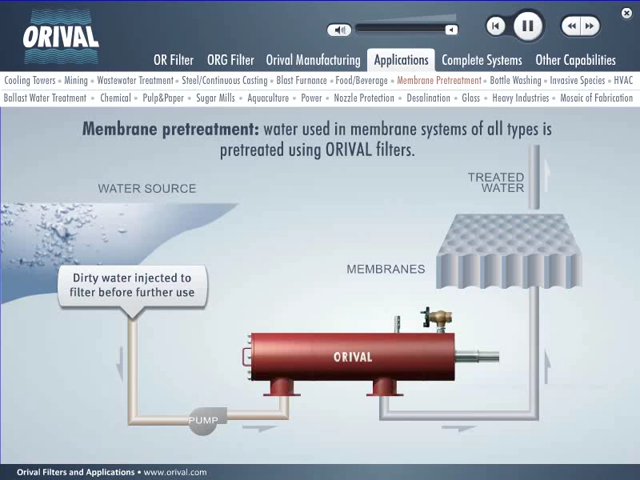 ORIVAL
OR Filter ORG Filter Orival Manufacturing Applications Complete Systems Other Capabilities
Cooling Towers • Mining • Wastewater Treatment • Steel/Continuous Casting • Blast Furnance • Food/Beverage • Membrane Pretreatment • Bottle Washing • Invasive Species • HVAC
Ballast Water Treatment • Chemical • Pulp&Paper • Sugar Mills • Aquaculture • Power • Nozzle Protection • Desalination • Glass • Heavy Industries • Mosaic of Fabrication
Membrane pretreatment: water used in membrane systems of all types is
pretreated using ORIVAL filters.
WATER SOURCE
TREATED
WATER
MEMBRANES
Dirty water injected to
filter before further use
ORIVAL
PUMP
Orival Filters and Applications • www.orival.com